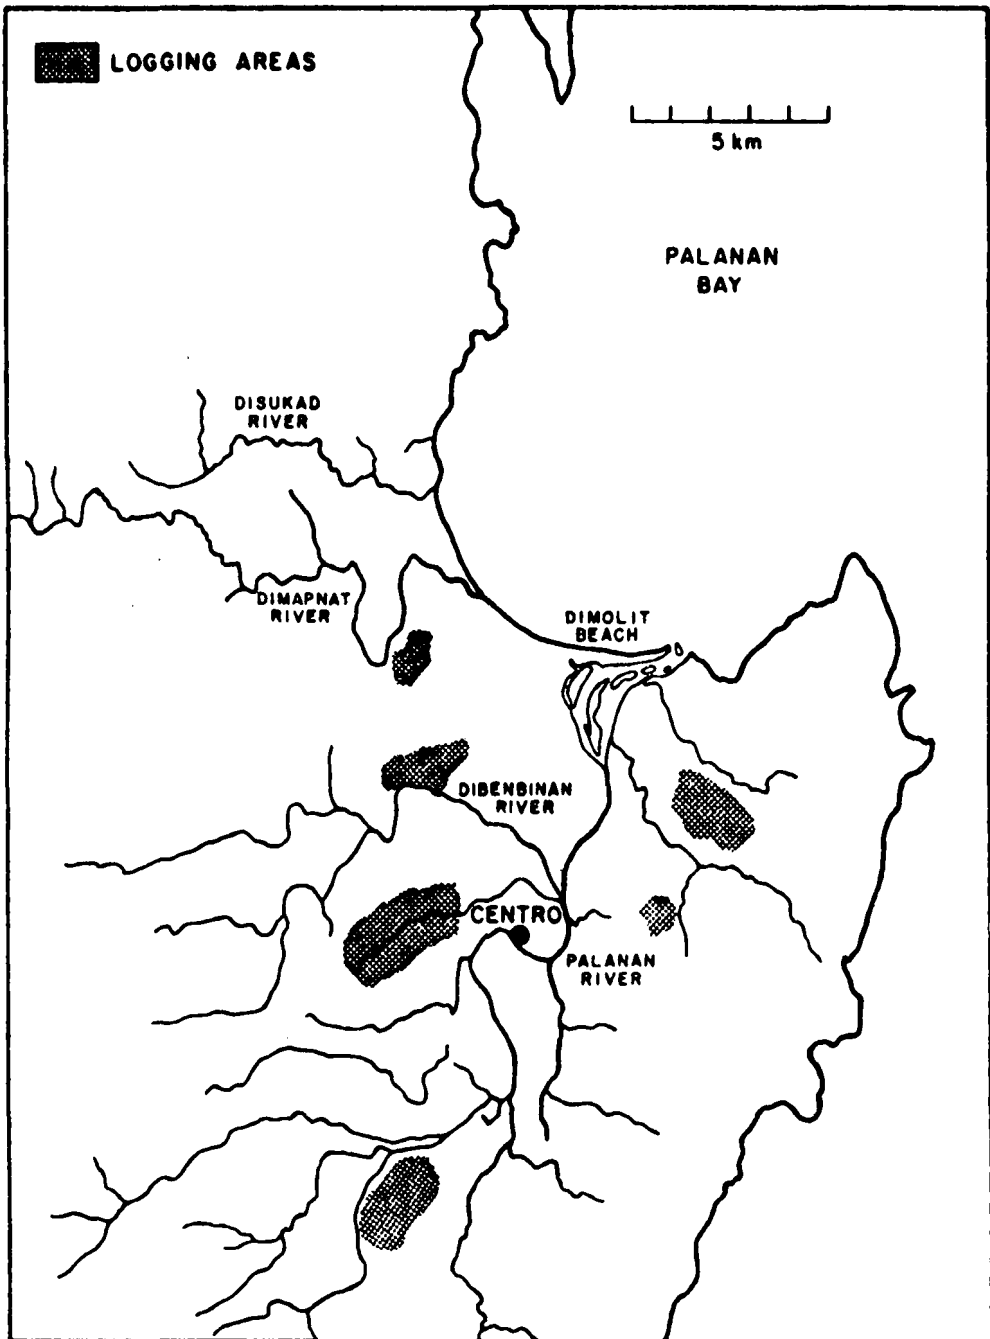 LOGGING AREAS
5 km
PALANAN
BAY
DISUKAD
RIVER
DIMAPNAT
RIVER
DIMOLIT
BEACH
DIBENBINAN
RIVER
CENTRO
PALANAN
RIVER